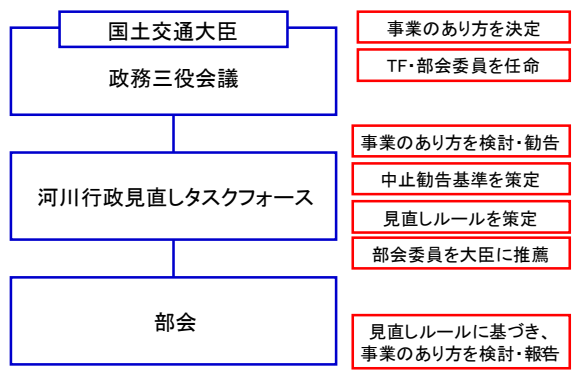 国土交通大臣
政務三役会議
事業のあり方を決定
TF・部会委員を任命
河川行政見直しタスクフォース
事業のあり方を検討・勧告
中止勧告基準を策定
見直しルールを策定
部会委員を大臣に推薦
部会
見直しルールに基づき、
事業のあり方を検討・報告